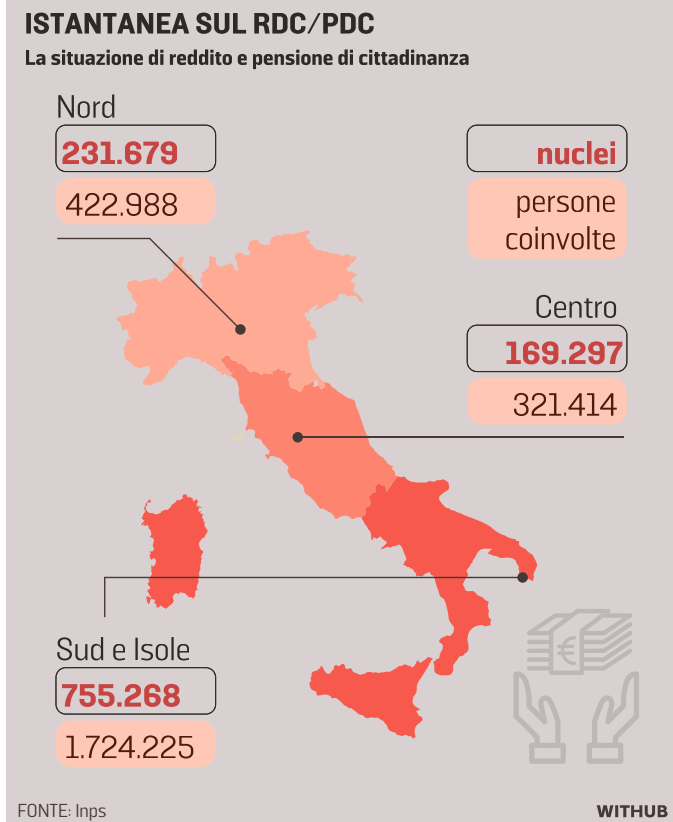 ISTANTANEA SUL RDC/PDC
La situazione di reddito e pensione di cittadinanza
Nord
231.679
422.988
nuclei
persone
coinvolte
Centro
169.297
321.414
Sud e Isole
755.268
1.724.225
€
FONTE: Inps
WITHUB